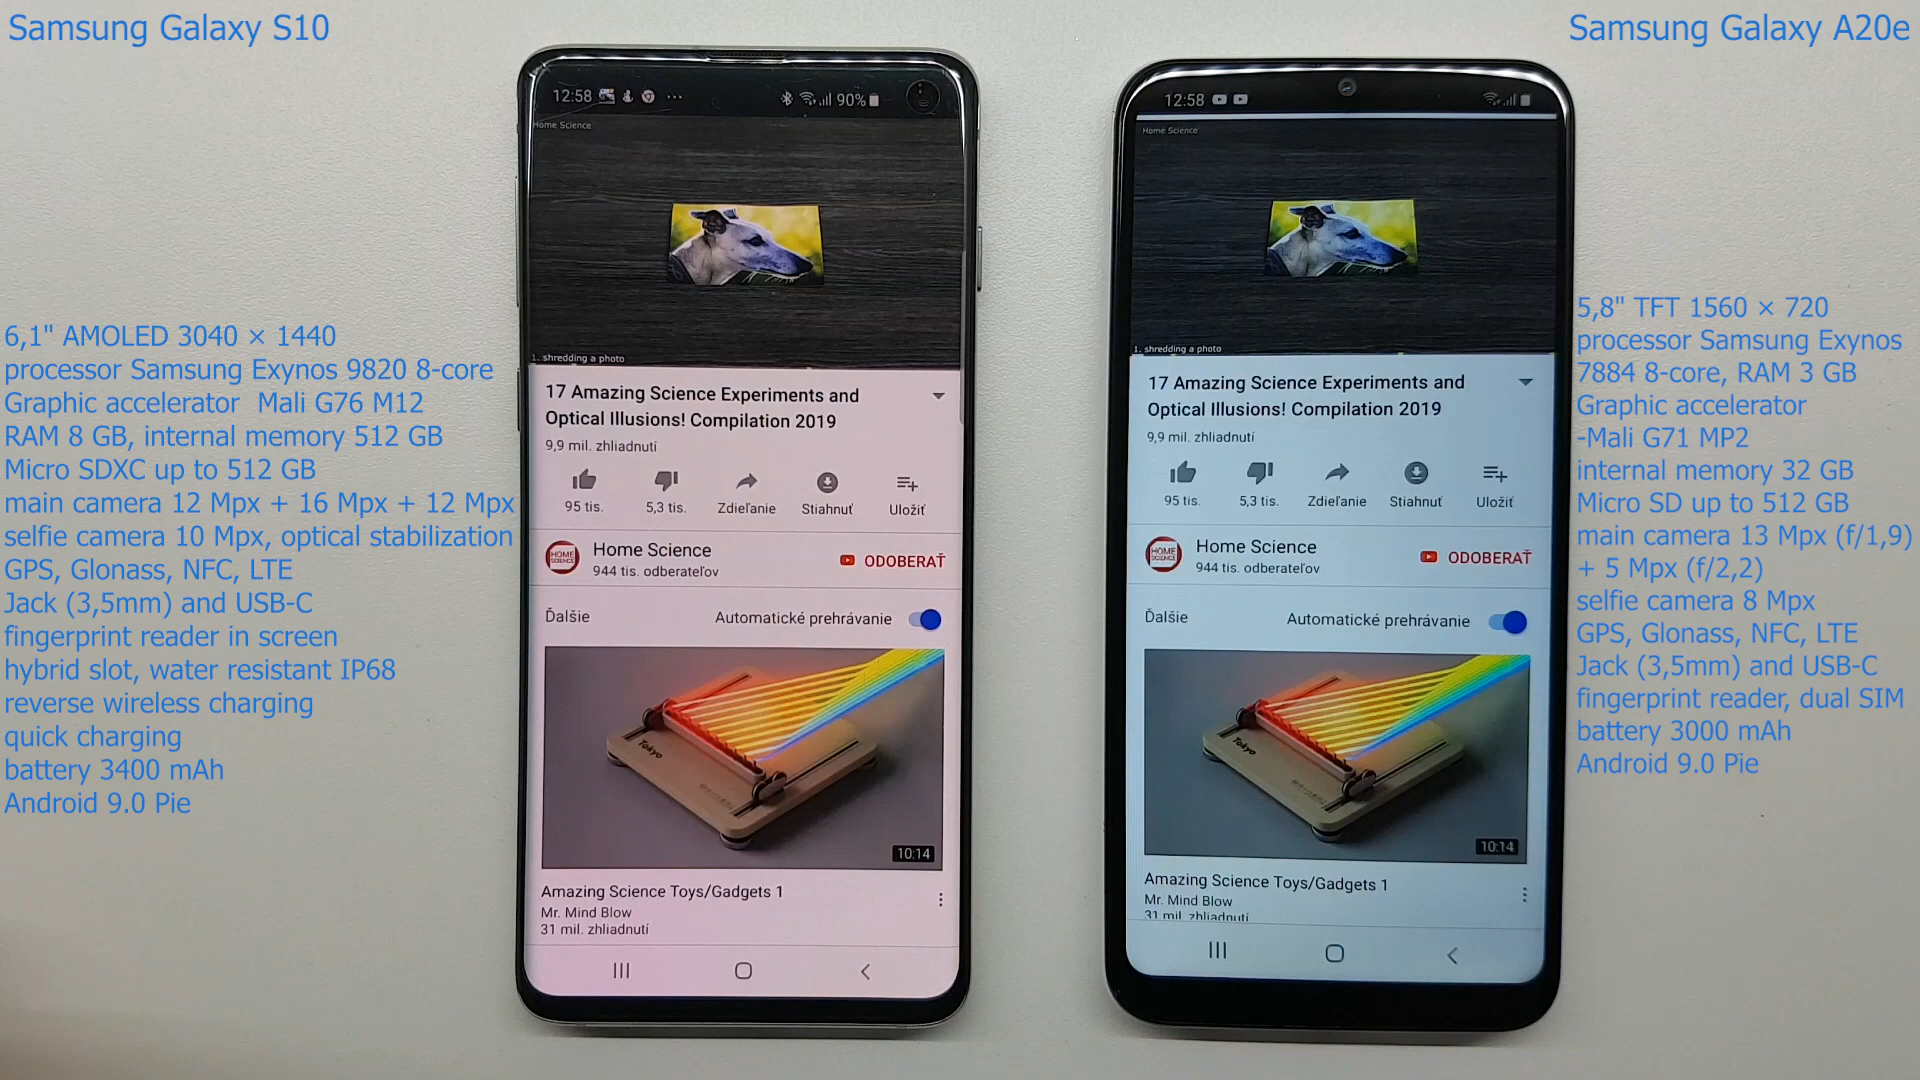 Samsung Galaxy S10
Samsung Galaxy A20e
6,1" AMOLED 3040 × 1440
processor Samsung Exynos 9820 8-core
Graphic accelerator Mali G76 M12
RAM 8 GB, internal memory 512 GB
Micro SDXC up to 512 GB
main camera 12 Mpx + 16 Mpx + 12 Mpx
selfie camera 10 Mpx, optical stabilization
GPS, Glonass, NFC, LTE
Jack (3,5mm) and USB-C
fingerprint reader in screen
hybrid slot, water resistant IP68
reverse wireless charging
quick charging
battery 3400 mAh
Android 9.0 Pie
12:58 90%
Home Science
1. shredding a photo
17 Amazing Science Experiments and
Optical Illusions! Compilation 2019
9,9 mil. zhliadnutí
95 tis. 5,3 tis. Zdieľanie Stiahnuť Uložiť
HOME
SCIENCE
Home Science
944 tis. odberateľov
ODOBERAŤ
Ďalšie Automatické prehrávanie
Tokyo
10:14
Amazing Science Toys/Gadgets 1
Mr. Mind Blow
31 mil. zhliadnutí
12:58
Home Science
1. shredding a photo
17 Amazing Science Experiments and
Optical Illusions! Compilation 2019
9,9 mil. zhliadnutí
95 tis. 5,3 tis. Zdieľanie Stiahnuť Uložiť
HOME
SCIENCE
Home Science
944 tis. odberateľov
ODOBERAŤ
Ďalšie Automatické prehrávanie
Tokyo
10:14
Amazing Science Toys/Gadgets 1
Mr. Mind Blow
31 mil. zhliadnutí
5,8" TFT 1560 × 720
processor Samsung Exynos
7884 8-core, RAM 3 GB
Graphic accelerator
-Mali G71 MP2
internal memory 32 GB
Micro SD up to 512 GB
main camera 13 Mpx (f/1,9)
+ 5 Mpx (f/2,2)
selfie camera 8 Mpx
GPS, Glonass, NFC, LTE
Jack (3,5mm) and USB-C
fingerprint reader, dual SIM
battery 3000 mAh
Android 9.0 Pie